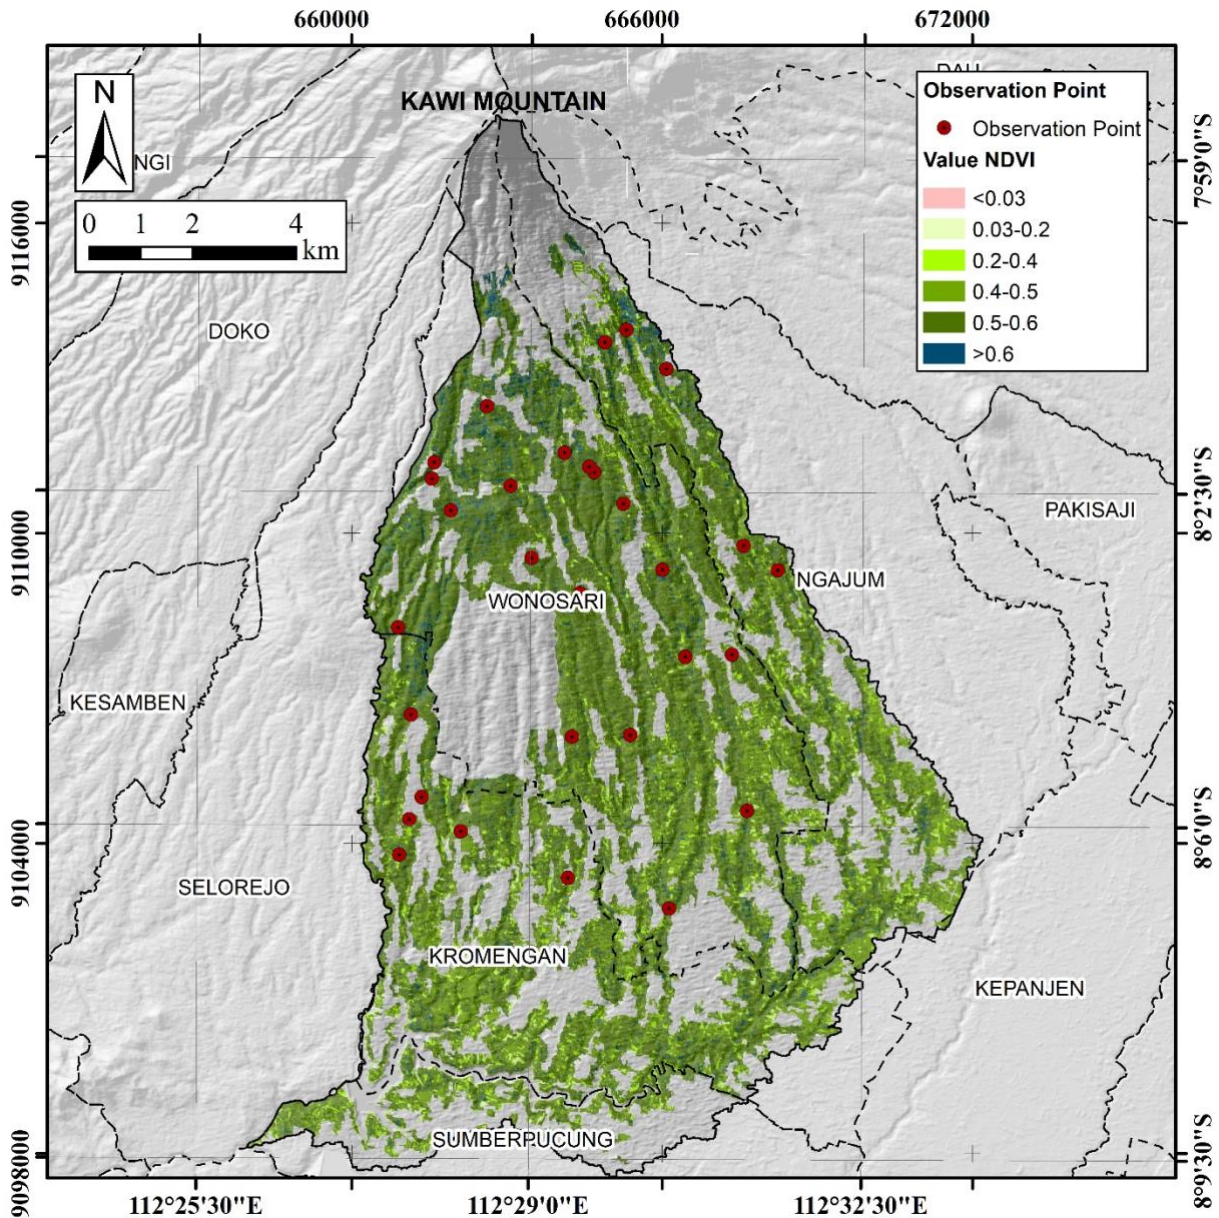 660000
666000
672000
KAWI MOUNTAIN
N
NGI
0 1 2 4
km
Observation Point
Observation Point
Value NDVI
<0.03
0.03-0.2
0.2-0.4
0.4-0.5
0.5-0.6
>0.6
7°59'0"S
9116000
DOKO
8°2'30"S
PAKISAJI
9110000
NGAJUM
WONOSARI
KESAMBEN
8°6'0"S
9104000
SELOREJO
KROMENGAN
KEPANJEN
SUMBERPUCUNG
9098000
8°9'30"S
112°25'30"E
112°29'0"E
112°32'30"E